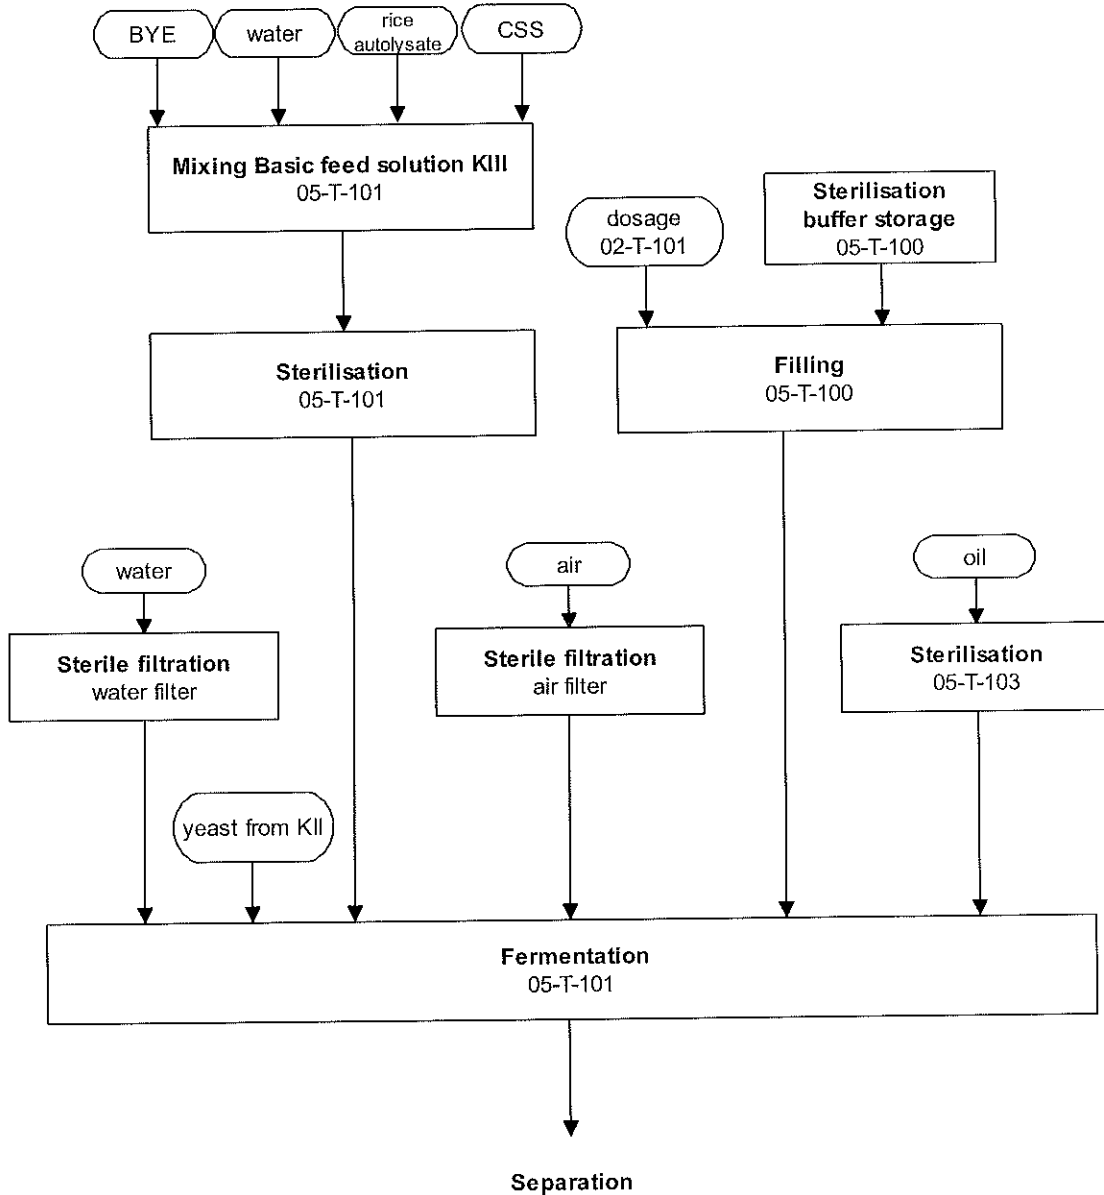 BYE
water
rice
autolysate
CSS
Mixing Basic feed solution KIII
05-T-101
dosage
02-T-101
Sterilisation
buffer storage
05-T-100
Sterilisation
05-T-101
Filling
05-T-100
water
air
oil
Sterile filtration
water filter
Sterile filtration
air filter
Sterilisation
05-T-103
yeast from KII
Fermentation
05-T-101
Separation